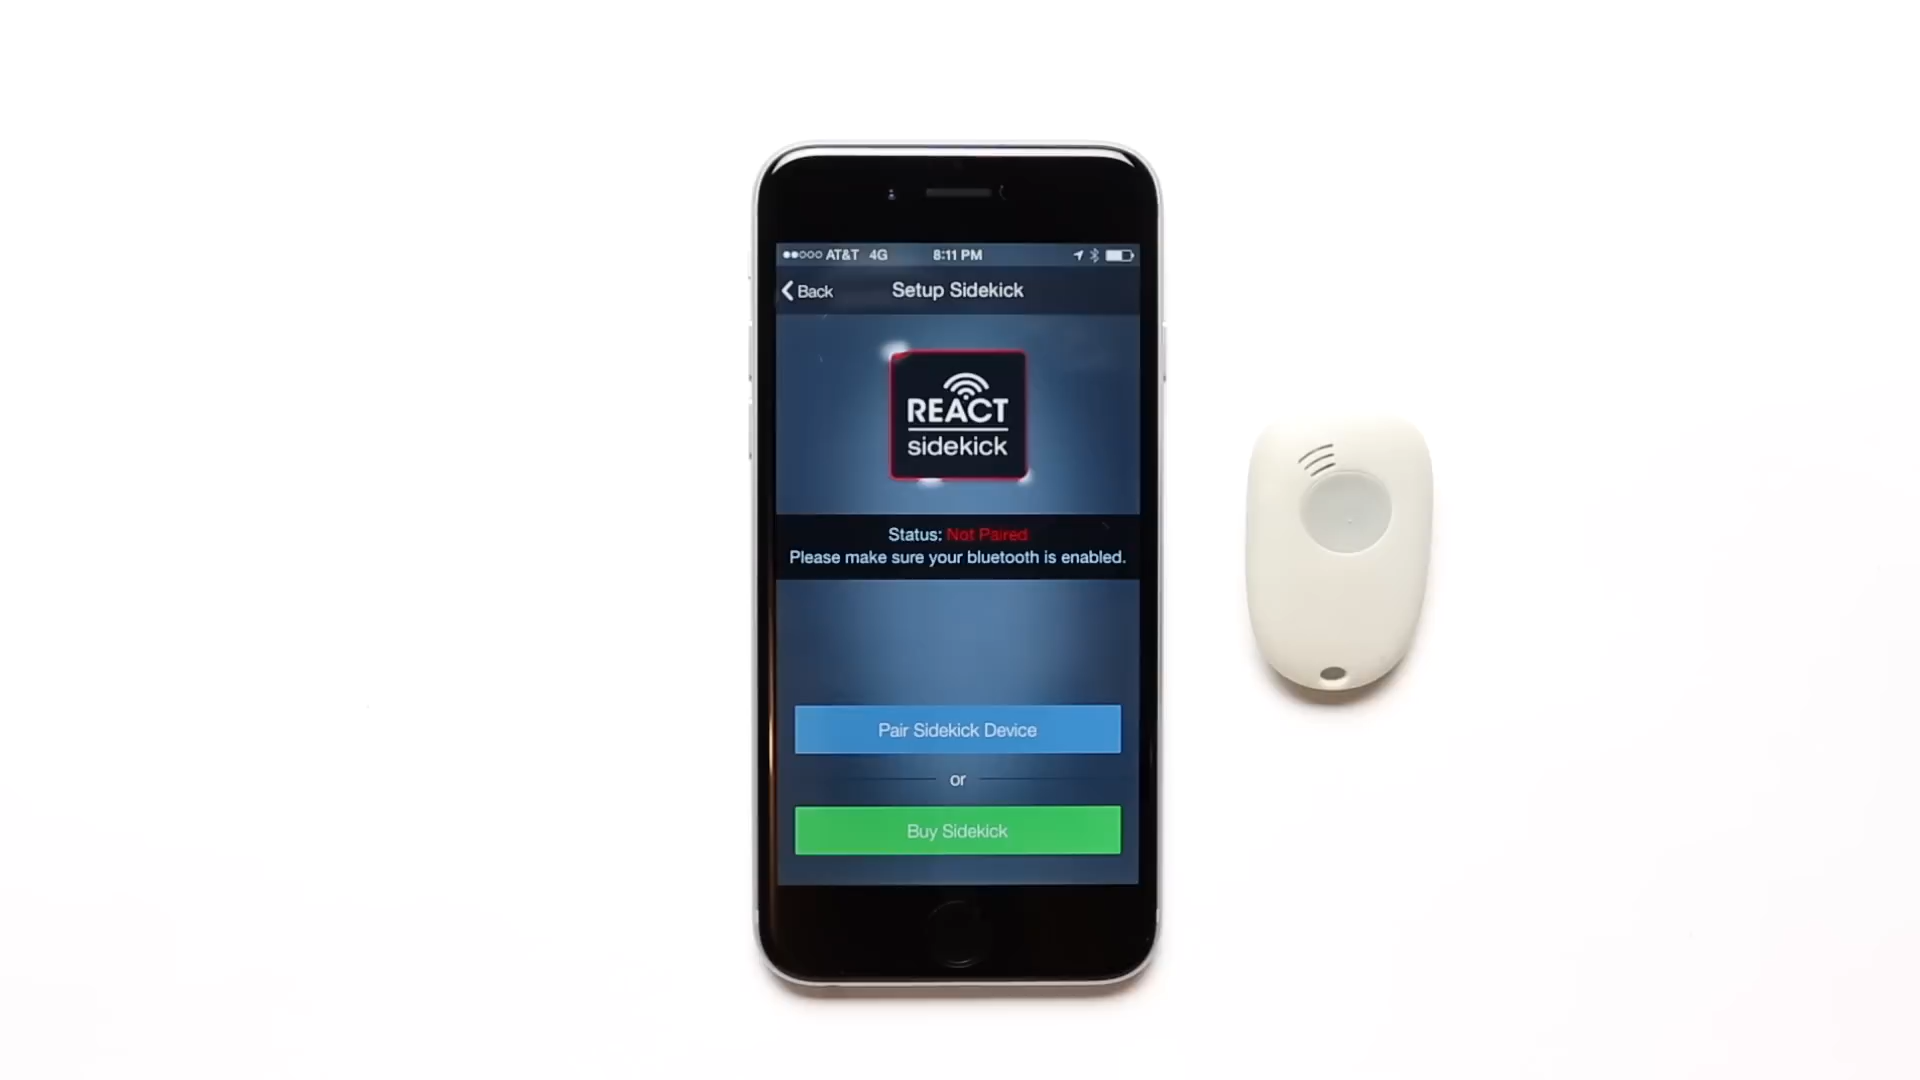 AT&T 4G 8:11 PM
Back Setup Sidekick
REACT
sidekick
Status: Not Paired
Please make sure your bluetooth is enabled.
Pair Sidekick Device
or
Buy Sidekick